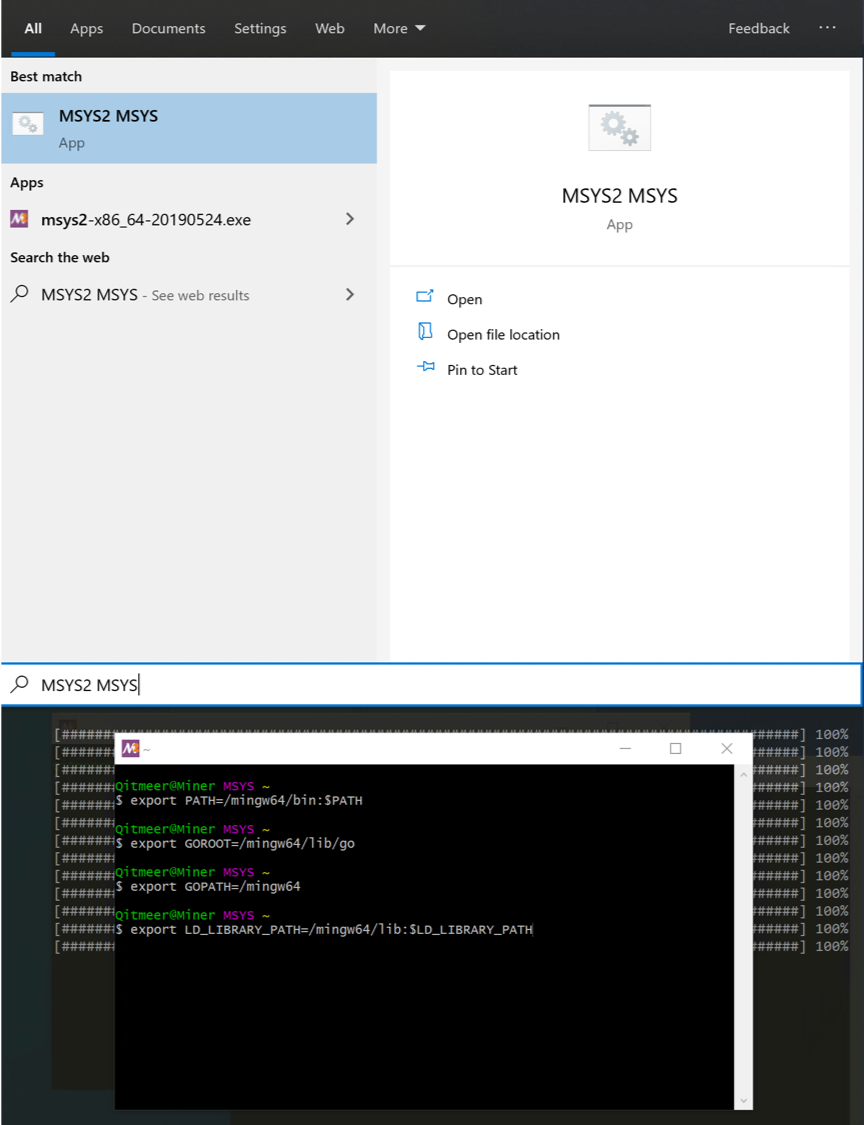 All Apps Documents Settings Web More Feedback ···
Best match
MSYS2 MSYS
App
Apps
msys2-x86_64-20190524.exe
Search the web
MSYS2 MSYS - See web results
MSYS2 MSYS
App
Open
Open file location
Pin to Start
MSYS2 MSYS
[###### ######] 100%
[###### ######] 100%
[###### ######] 100%
[###### ######] 100%
[###### ######] 100%
[###### ######] 100%
[###### ######] 100%
[###### ######] 100%
[###### ######] 100%
[###### ######] 100%
[###### ######] 100%
[###### ######] 100%
[###### ######] 100%
~
Qitmeer@Miner MSYS ~
$ export PATH=/mingw64/bin:$PATH
Qitmeer@Miner MSYS ~
$ export GOROOT=/mingw64/lib/go
Qitmeer@Miner MSYS ~
$ export GOPATH=/mingw64
Qitmeer@Miner MSYS ~
$ export LD_LIBRARY_PATH=/mingw64/lib:$LD_LIBRARY_PATH